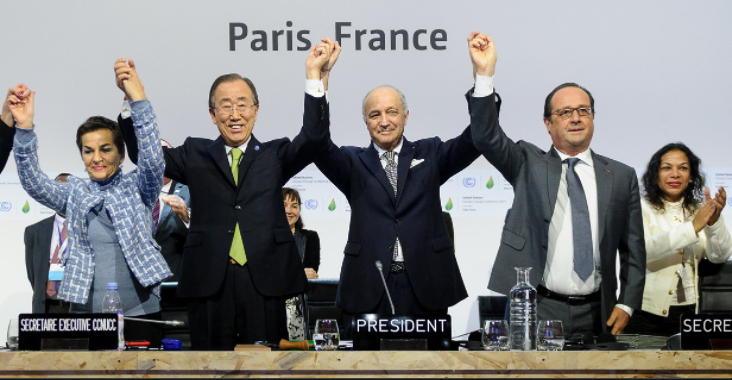 Paris, France
SECRETAIRE EXECUTIVE CCNUCC
PRESIDENT
SECRE